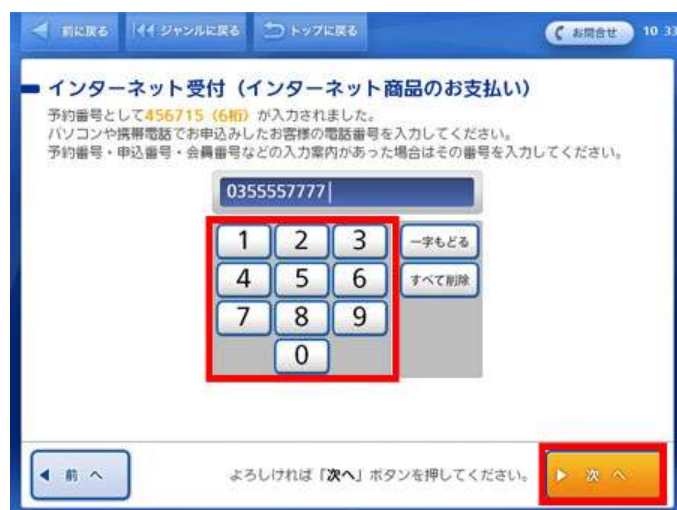 前に戻る ジャンルに戻る トップに戻る お問合せ 10 33
インターネット受付（インターネット商品のお支払い）
予約番号として456715（6桁）が入力されました。
パソコンや携帯電話でお申込みしたお客様の電話番号を入力してください。
予約番号・申込番号・会員番号などの入力案内があった場合はその番号を入力してください。
0355557777
1 2 3 一字もどる
4 5 6 すべて削除
7 8 9
0
前へ よろしければ「次へ」ボタンを押してください。 次へ